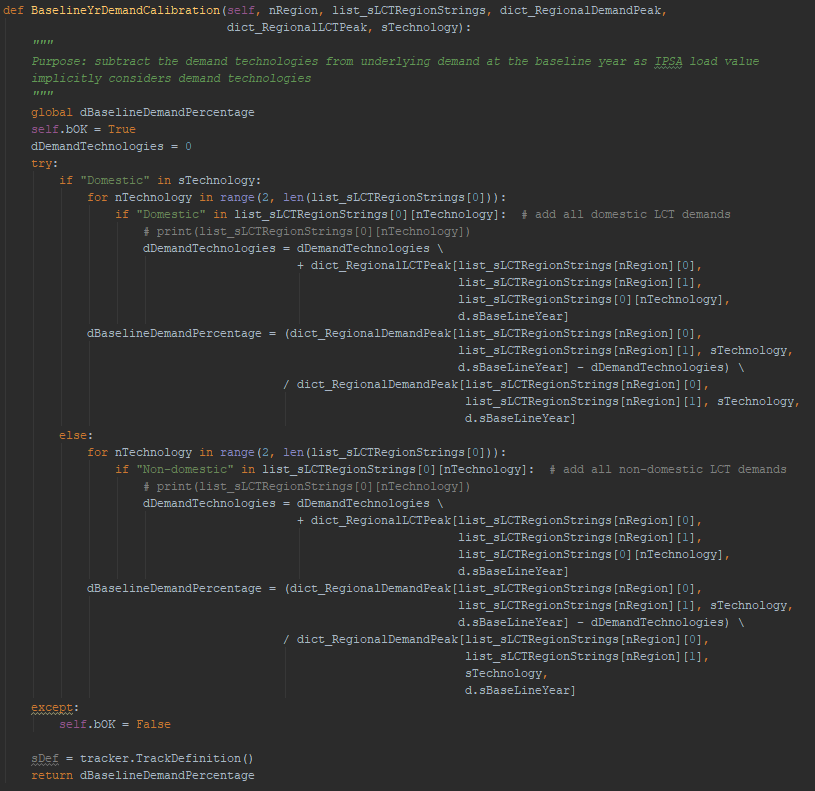 def BaselineYrDemandCalibration(self, nRegion, list_sLCTRegionStrings, dict_RegionalDemandPeak,
dict_RegionalLCTPeak, sTechnology):
"""
Purpose: subtract the demand technologies from underlying demand at the baseline year as IPSA load value
implicitly considers demand technologies
"""
global dBaselineDemandPercentage
self.bOK = True
dDemandTechnologies = 0
try:
if "Domestic" in sTechnology:
for nTechnology in range(2, len(list_sLCTRegionStrings[0])):
if "Domestic" in list_sLCTRegionStrings[0][nTechnology]:  # add all domestic LCT demands
# print(list_sLCTRegionStrings[0][nTechnology])
dDemandTechnologies = dDemandTechnologies \
+ dict_RegionalLCTPeak[list_sLCTRegionStrings[nRegion][0],
list_sLCTRegionStrings[nRegion][1],
list_sLCTRegionStrings[0][nTechnology],
d.sBaseLineYear]
dBaselineDemandPercentage = (dict_RegionalDemandPeak[list_sLCTRegionStrings[nRegion][0],
list_sLCTRegionStrings[nRegion][1], sTechnology,
d.sBaseLineYear] - dDemandTechnologies) \
/ dict_RegionalDemandPeak[list_sLCTRegionStrings[nRegion][0],
list_sLCTRegionStrings[nRegion][1], sTechnology,
d.sBaseLineYear]
else:
for nTechnology in range(2, len(list_sLCTRegionStrings[0])):
if "Non-domestic" in list_sLCTRegionStrings[0][nTechnology]:  # add all non-domestic LCT demands
# print(list_sLCTRegionStrings[0][nTechnology])
dDemandTechnologies = dDemandTechnologies \
+ dict_RegionalLCTPeak[list_sLCTRegionStrings[nRegion][0],
list_sLCTRegionStrings[nRegion][1],
list_sLCTRegionStrings[0][nTechnology],
d.sBaseLineYear]
dBaselineDemandPercentage = (dict_RegionalDemandPeak[list_sLCTRegionStrings[nRegion][0],
list_sLCTRegionStrings[nRegion][1], sTechnology,
d.sBaseLineYear] - dDemandTechnologies) \
/ dict_RegionalDemandPeak[list_sLCTRegionStrings[nRegion][0],
list_sLCTRegionStrings[nRegion][1],
sTechnology,
d.sBaseLineYear]
except:
self.bOK = False
sDef = tracker.TrackDefinition()
return dBaselineDemandPercentage